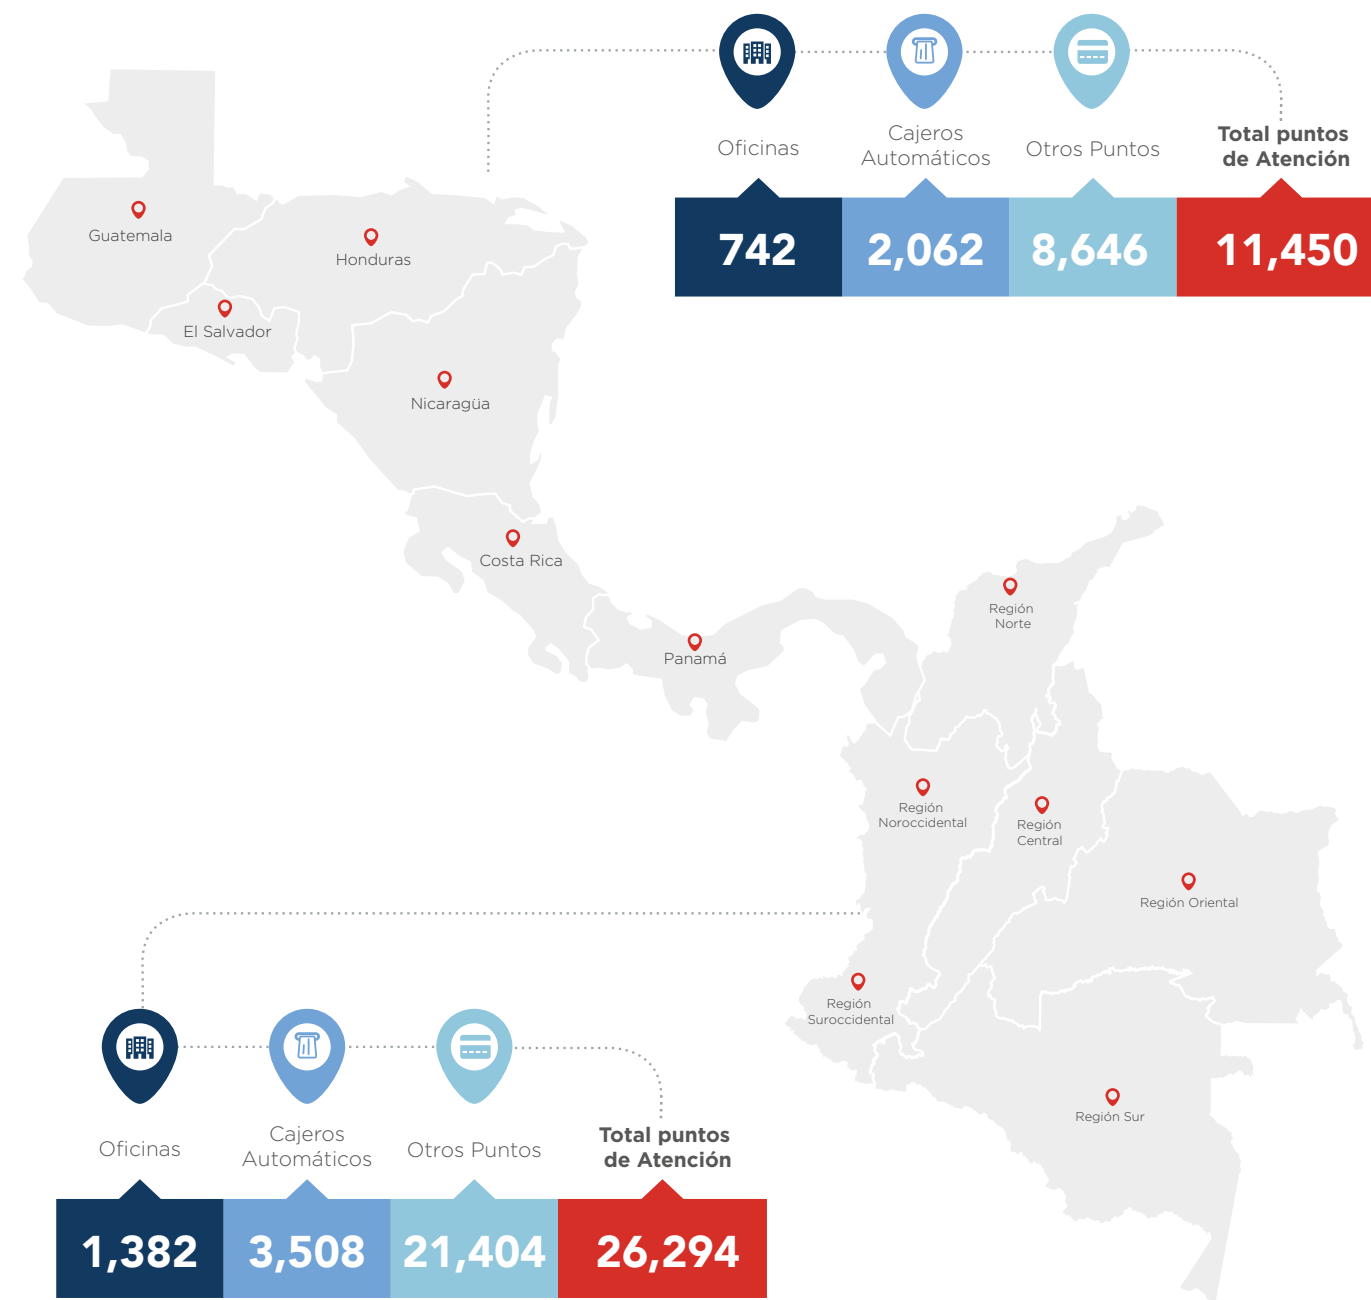 Oficinas
Cajeros
Automáticos
Otros Puntos
Total puntos
de Atención
742
2,062
8,646
11,450
Guatemala
Honduras
El Salvador
Nicaragüa
Costa Rica
Panamá
Región
Norte
Región
Noroccidental
Región
Central
Región Oriental
Región
Suroccidental
Región Sur
Oficinas
Cajeros
Automáticos
Otros Puntos
Total puntos
de Atención
1,382
3,508
21,404
26,294